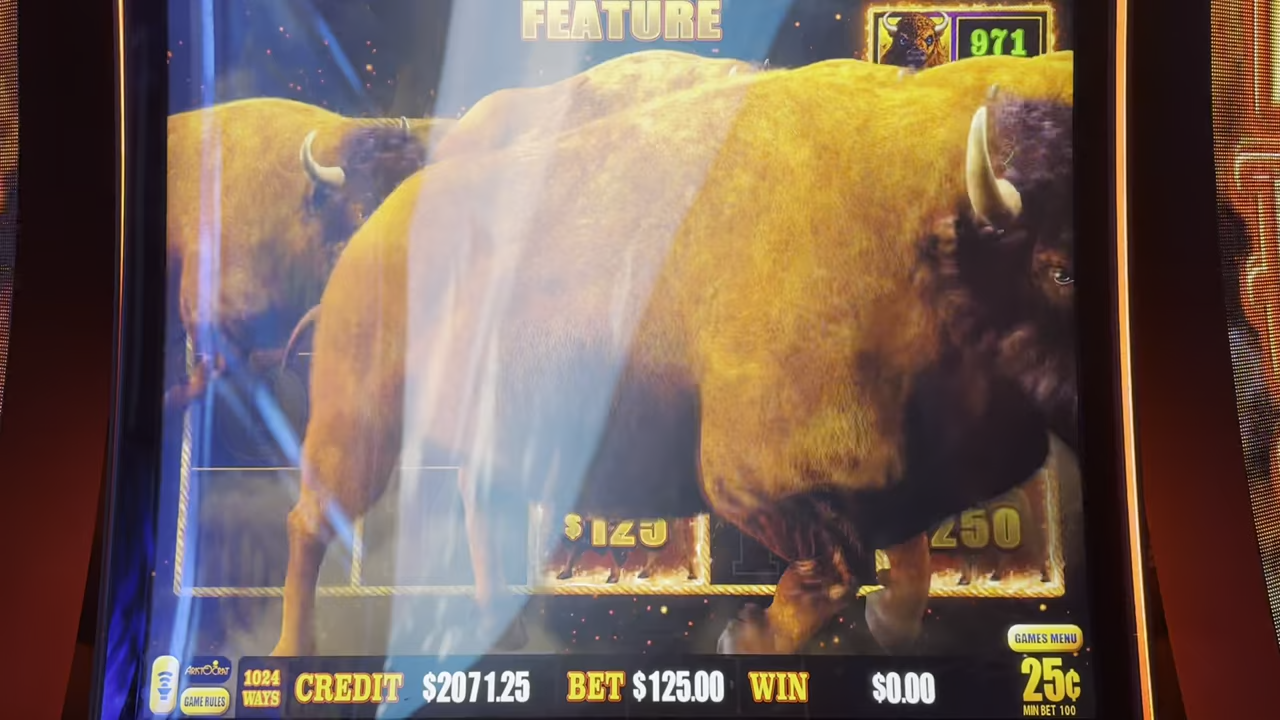 FEATURE
971
$125
250
ARISTOCRAT
GAME RULES
1024
WAYS
CREDIT $2071.25
BET $125.00
WIN $0.00
GAMES MENU
25¢
MIN BET 100